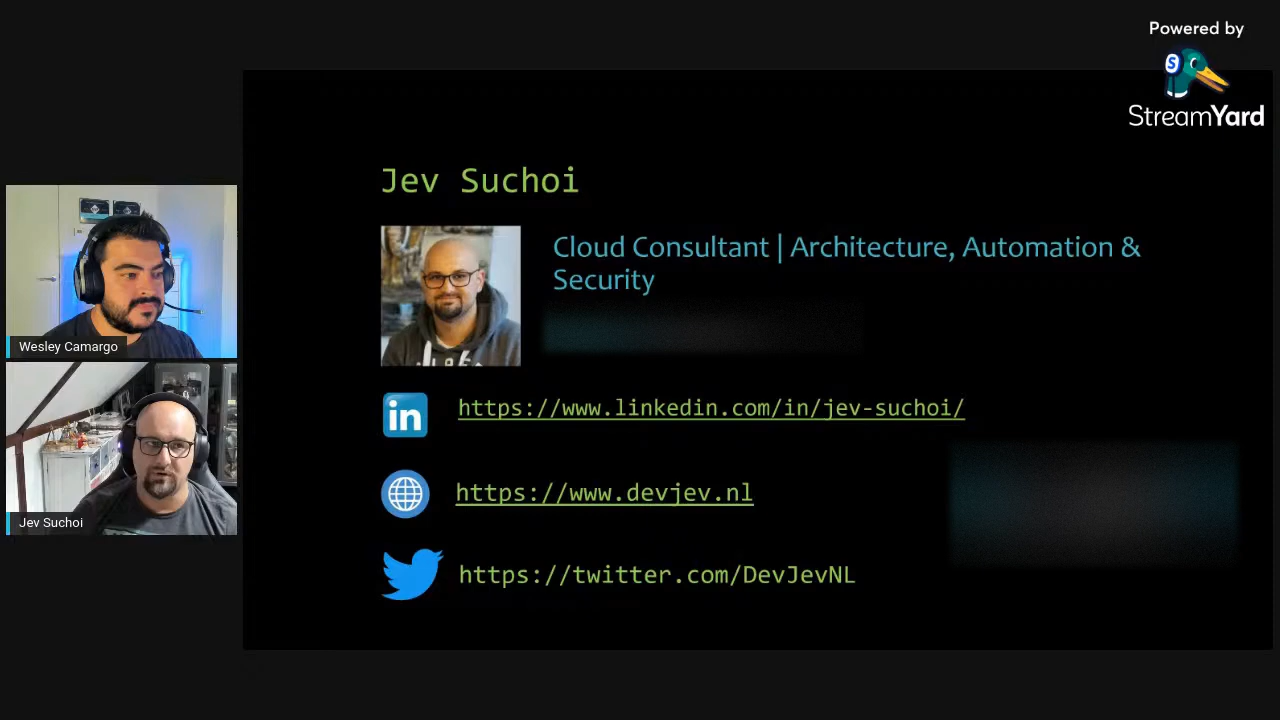 Powered by
StreamYard
Jev Suchoi
Cloud Consultant | Architecture, Automation &
Security
Wesley Camargo
https://www.linkedin.com/in/jev-suchoi/
https://www.devjev.nl
Jev Suchoi
https://twitter.com/DevJevNL